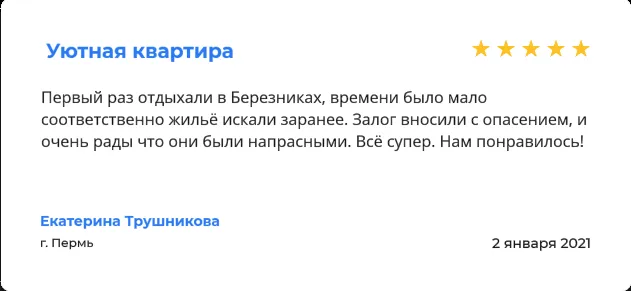 Уютная квартира
Первый раз отдыхали в Березниках, времени было мало
соответственно жильё искали заранее. Залог вносили с опасением, и
очень рады что они были напрасными. Всё супер. Нам понравилось!
Екатерина Трушникова
г. Пермь
2 января 2021